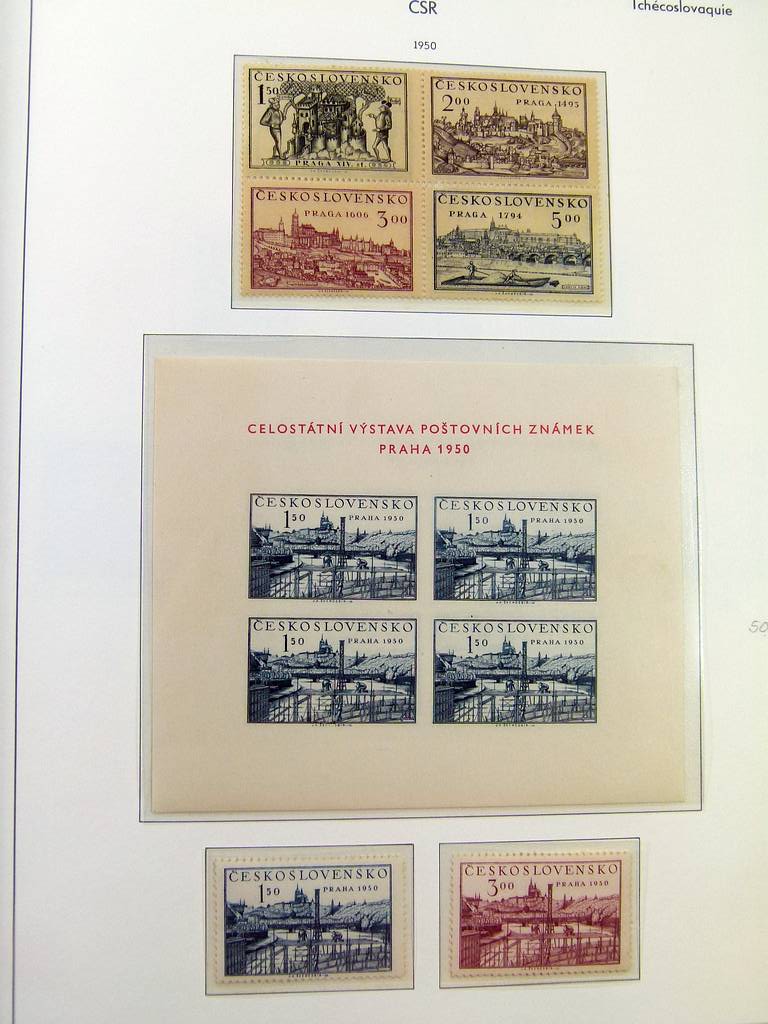 CSR
Tchécoslovaquie
1950
ČESKOSLOVENSKO
1 50
PRAGA XIV. st.
ČESKOSLOVENSKO
2 00
PRAGA 1493
ČESKOSLOVENSKO
PRAGA 1606
3 00
ČESKOSLOVENSKO
PRAGA 1794
5 00
CELOSTÁTNÍ VÝSTAVA POŠTOVNÍCH ZNÁMEK
PRAHA 1950
ČESKOSLOVENSKO
1 50
PRAHA 1950
ČESKOSLOVENSKO
1 50
PRAHA 1950
ČESKOSLOVENSKO
1 50
PRAHA 1950
ČESKOSLOVENSKO
1 50
PRAHA 1950
50
ČESKOSLOVENSKO
1 50
PRAHA 1950
ČESKOSLOVENSKO
3 00
PRAHA 1950